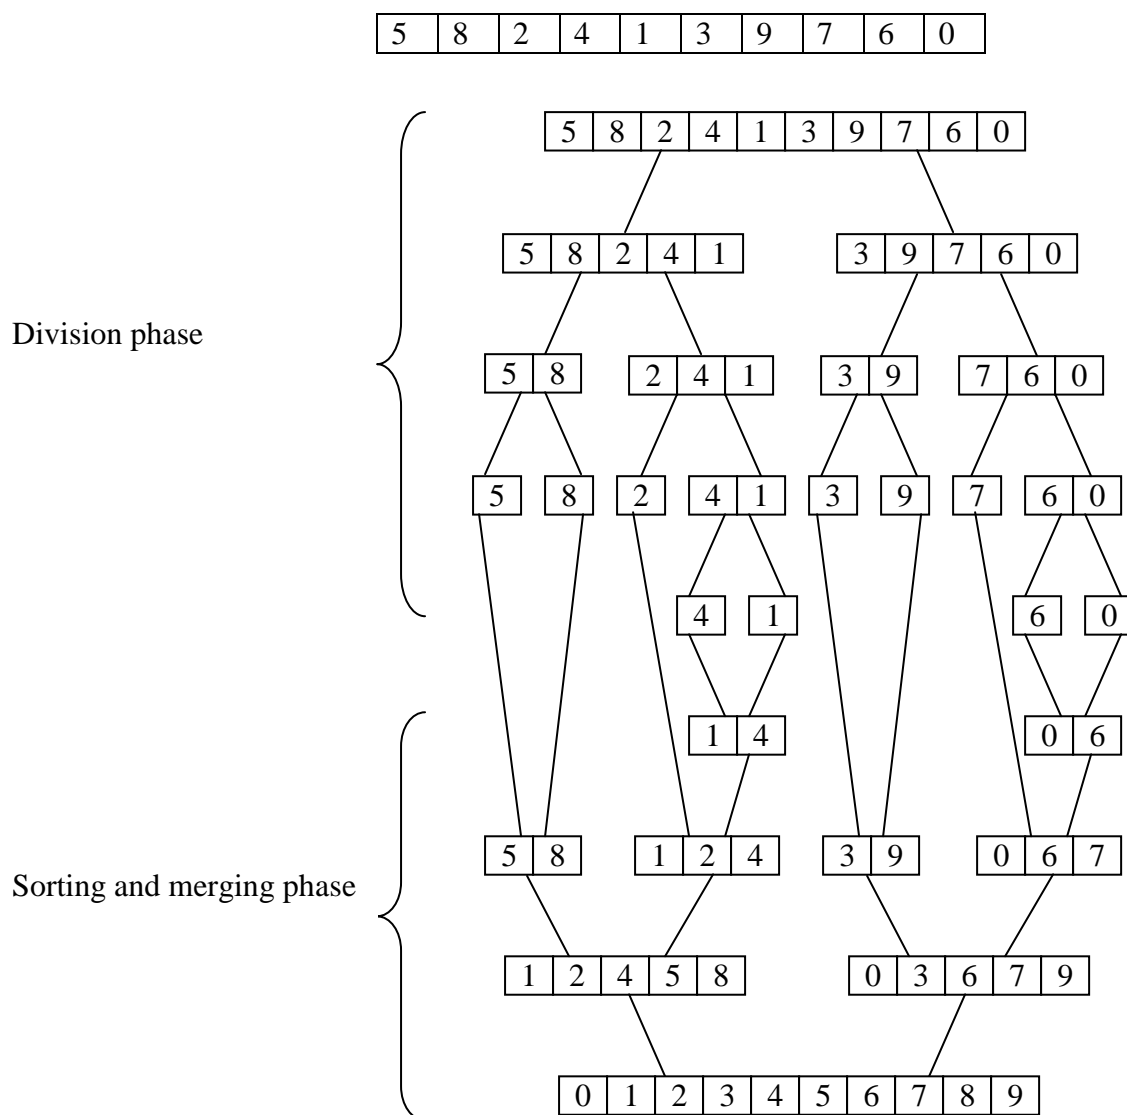 5 8 2 4 1 3 9 7 6 0
5 8 2 4 1 3 9 7 6 0
5 8 2 4 1 3 9 7 6 0
Division phase
5 8 2 4 1 3 9 7 6 0
5 8 2 4 1 3 9 7 6 0
4 1 6 0
1 4 0 6
5 8 1 2 4 3 9 0 6 7
Sorting and merging phase
1 2 4 5 8 0 3 6 7 9
0 1 2 3 4 5 6 7 8 9